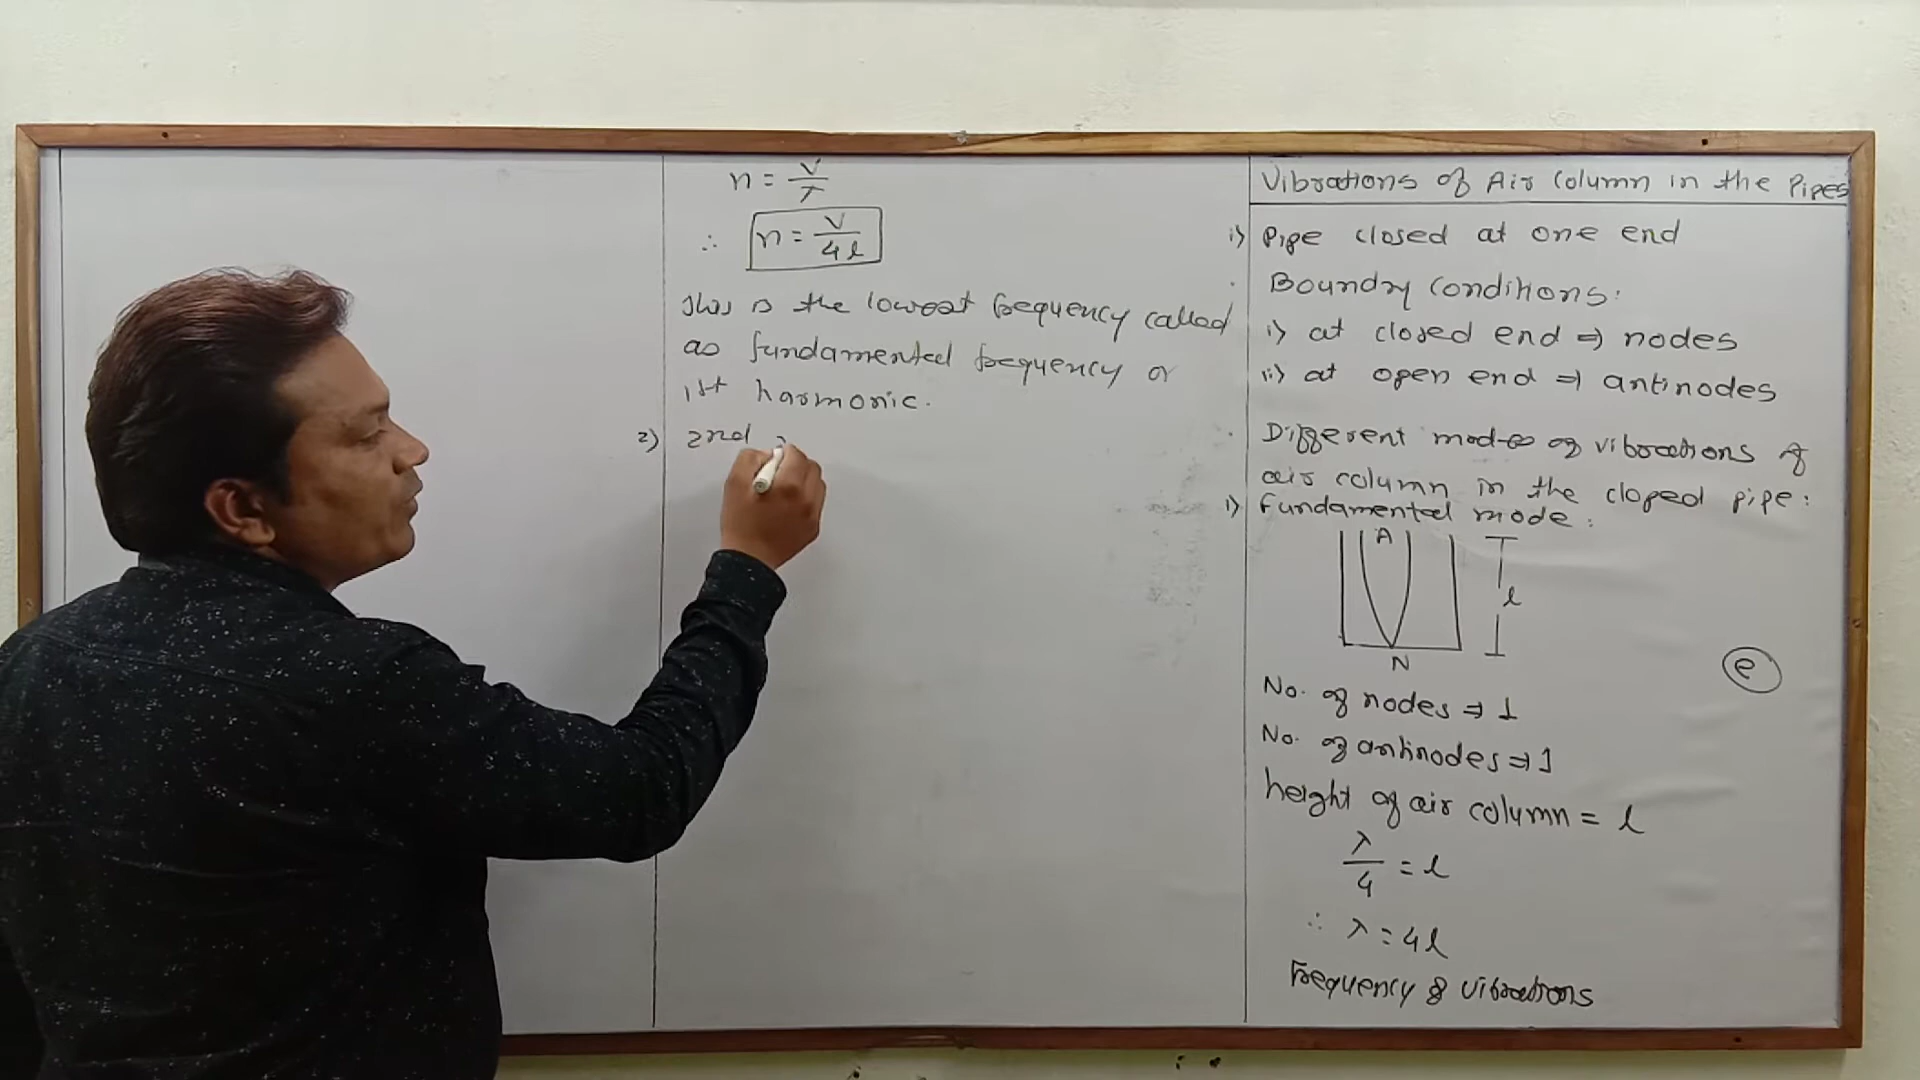 Vibrations of Air Column in the Pipes
i) Pipe closed at one end
Boundry Conditions:
i) at closed end ⇒ nodes
ii) at open end ⇒ antinodes
Different modes of vibrations of
air column in the cloped pipe:
1) Fundamental mode:
A
l
N
e
No. of nodes ⇒ 1
No. of antinodes ⇒ 1
height of air column = l
λ/4 = l
∴ λ = 4l
Frequency of vibrations
n = V/λ
∴ n = V/4l
This is the lowest frequency called
as fundamental frequency or
1st harmonic.
2) 2nd